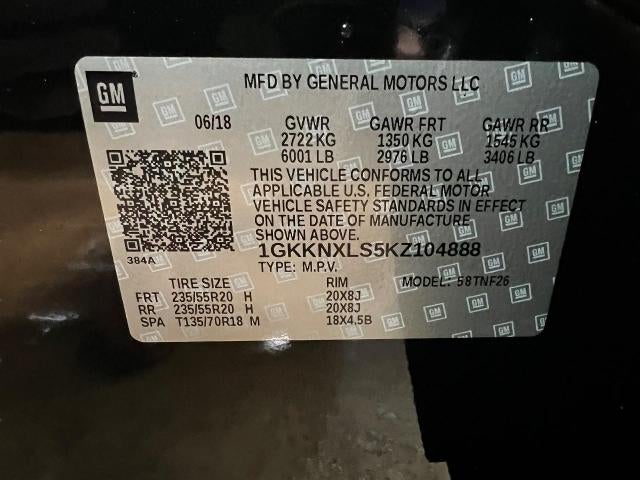 GM MFD BY GENERAL MOTORS LLC
06/18 GVWR GAWR FRT GAWR RR
2722 KG 1350 KG 1545 KG
6001 LB 2976 LB 3406 LB
THIS VEHICLE CONFORMS TO ALL
APPLICABLE U.S. FEDERAL MOTOR
VEHICLE SAFETY STANDARDS IN EFFECT
ON THE DATE OF MANUFACTURE
SHOWN ABOVE.
384A
1GKKNXLS5KZ104888
TYPE: M.P.V. MODEL: 58TNF26
TIRE SIZE RIM
FRT 235/55R20 H 20X8J
RR 235/55R20 H 20X8J
SPA T135/70R18 M 18X4.5B